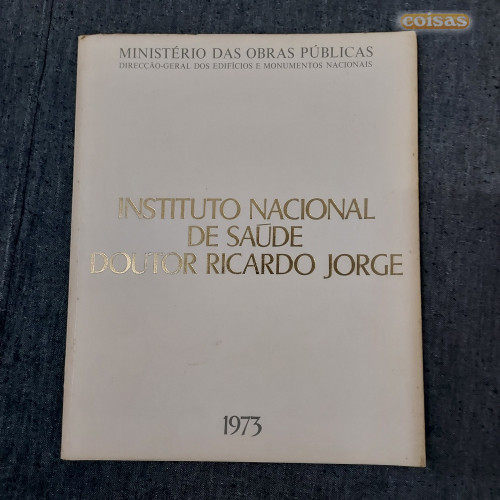 coisas
MINISTÉRIO DAS OBRAS PÚBLICAS
DIRECÇÃO-GERAL DOS EDIFÍCIOS E MONUMENTOS NACIONAIS
INSTITUTO NACIONAL
DE SAÚDE
DOUTOR RICARDO JORGE
1973